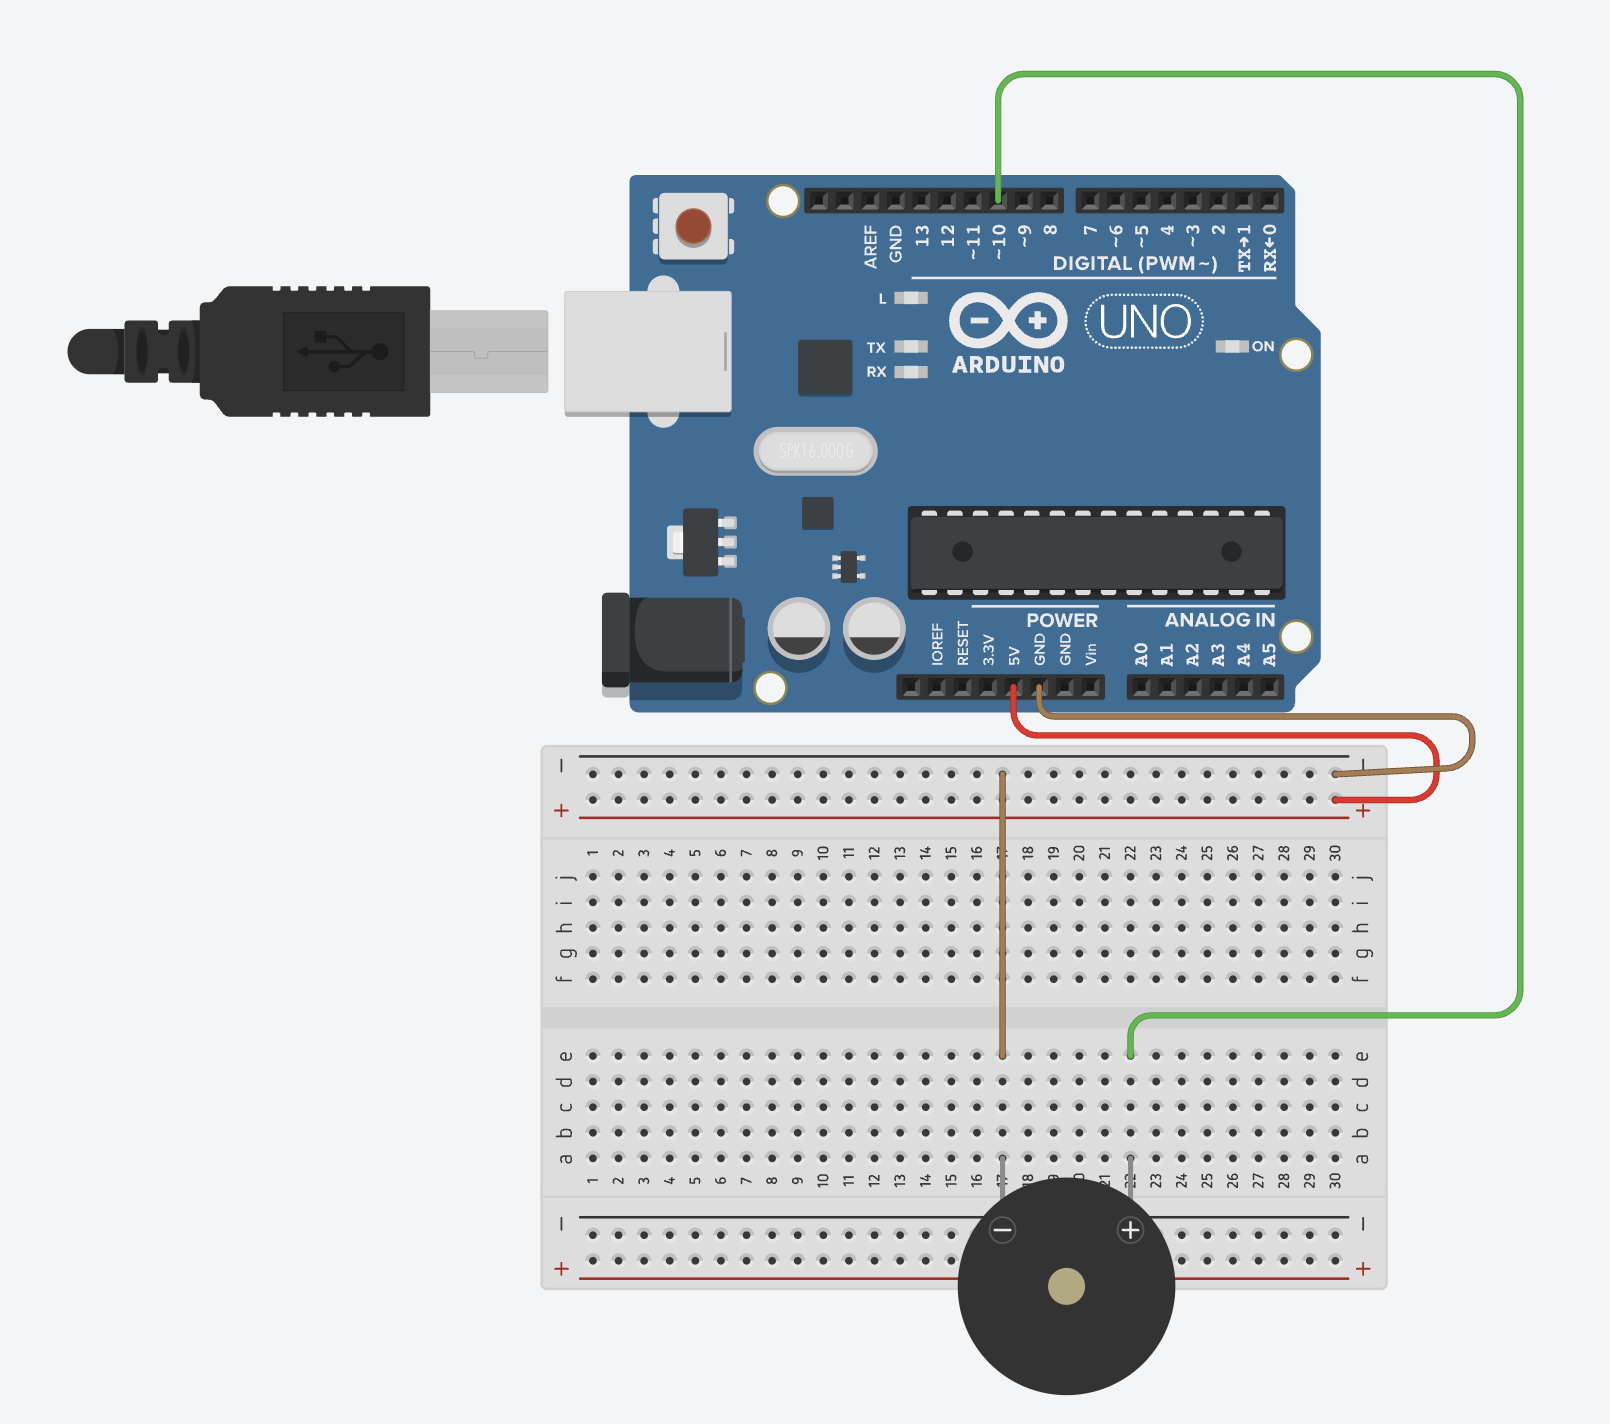 AREF
GND
13
12
~11
~10
~9
8
7
~6
~5
4
~3
2
TX→1
RX←0
DIGITAL (PWM~)
L
TX
RX
ARDUINO
UNO
ON
SPK16.000G
POWER
ANALOG IN
IOREF
RESET
3.3V
5V
GND
GND
Vin
A0
A1
A2
A3
A4
A5
− −
+ +
1 2 3 4 5 6 7 8 9 10 11 12 13 14 15 16 17 18 19 20 21 22 23 24 25 26 27 28 29 30
j j
i i
h h
g g
f f
e e
d d
c c
b b
a a
1 2 3 4 5 6 7 8 9 10 11 12 13 14 15 16 17 18 19 20 21 22 23 24 25 26 27 28 29 30
− − + −
+ +